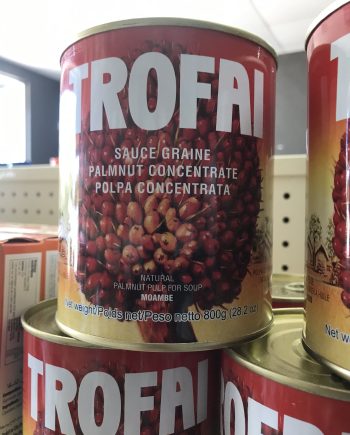 TROFAI
SAUCE GRAINE
PALMNUT CONCENTRATE
POLPA CONCENTRATA
NATURAL
PALMNUT PULP FOR SOUP
MOAMBE
Net weight/Poids net/Peso netto 800g (28.2 oz)
T
Net w
TROFAI
TROFAI